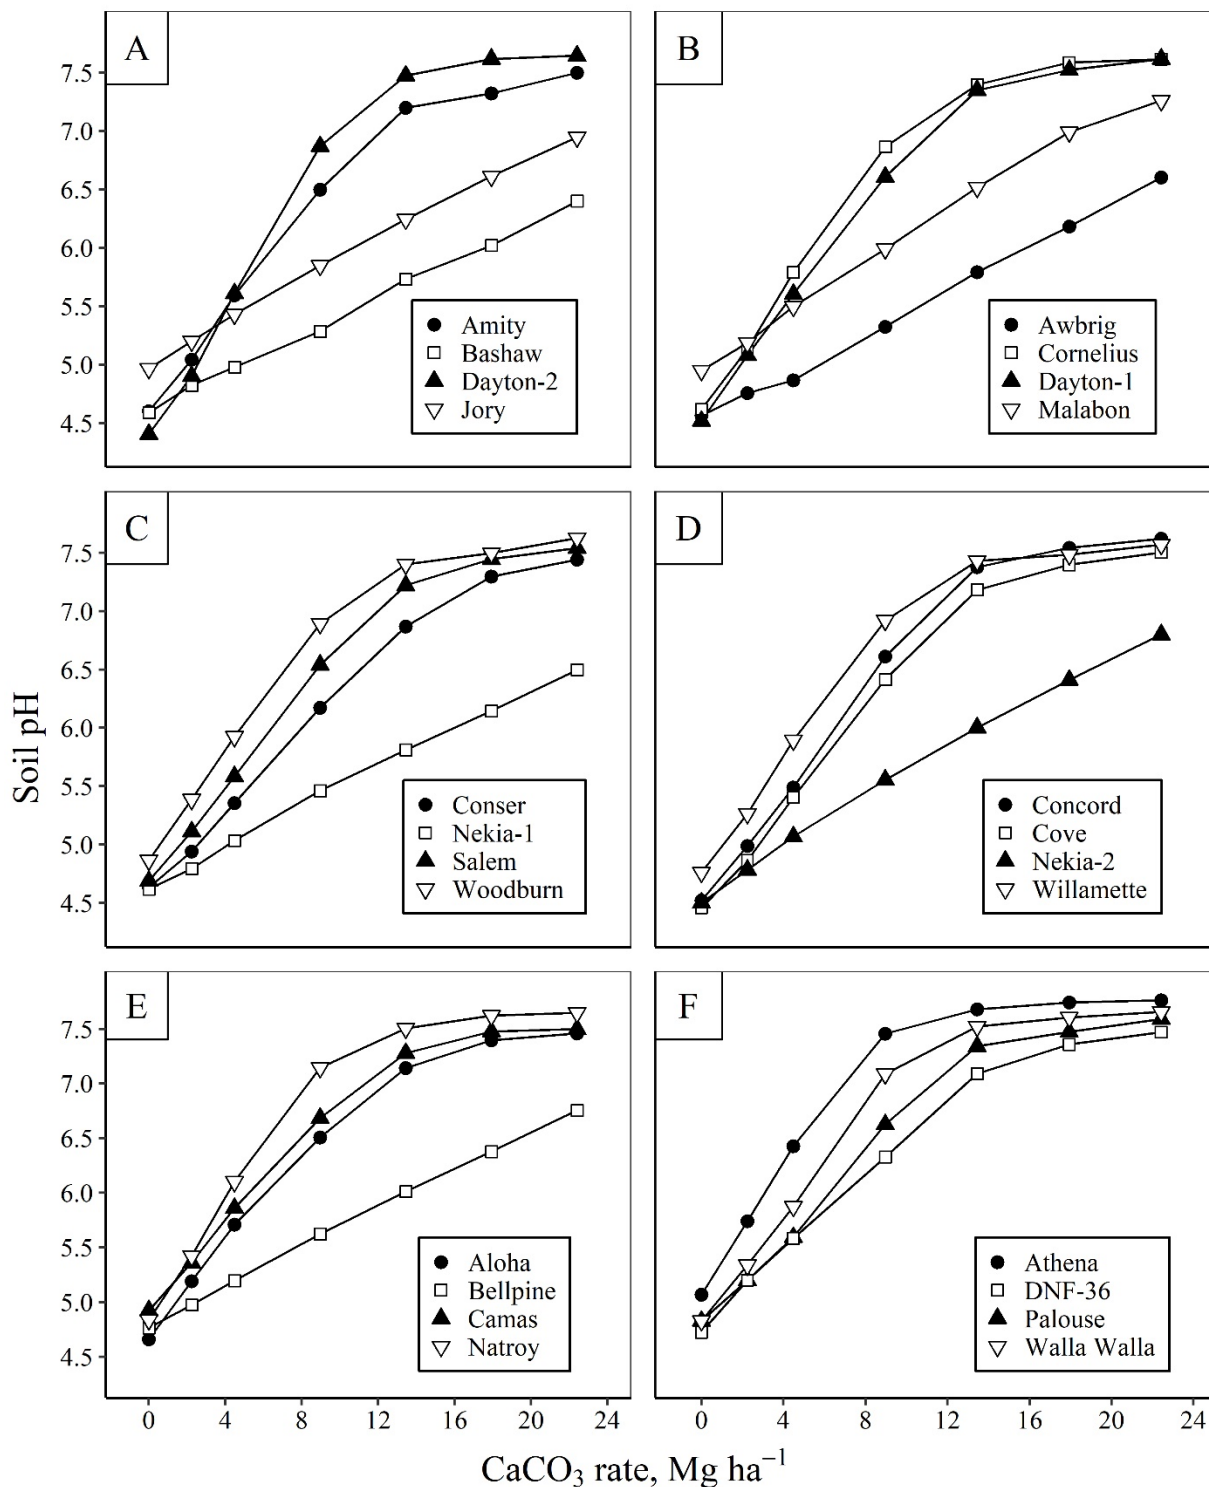 A
B
7.5
7.0
6.5
6.0
5.5
5.0
4.5
Amity
Bashaw
Dayton-2
Jory
Awbrig
Cornelius
Dayton-1
Malabon
C
D
Soil pH
7.5
7.0
6.5
6.0
5.5
5.0
4.5
Conser
Nekia-1
Salem
Woodburn
Concord
Cove
Nekia-2
Willamette
E
F
7.5
7.0
6.5
6.0
5.5
5.0
4.5
Aloha
Bellpine
Camas
Natroy
Athena
DNF-36
Palouse
Walla Walla
0 4 8 12 16 20 24
0 4 8 12 16 20 24
CaCO₃ rate, Mg ha⁻¹